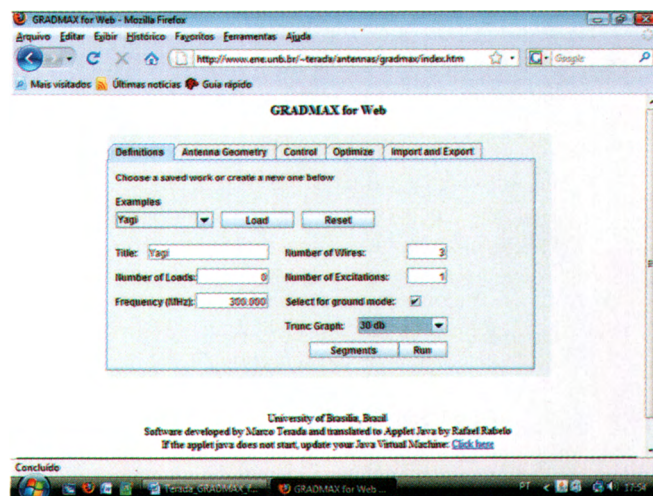 GRADMAX for Web - Mozilla Firefox
Arquivo Editar Exibir Histórico Favoritos Ferramentas Ajuda
http://www.ene.unb.br/~terada/antennas/gradmax/index.htm Google
Mais visitados Últimas notícias Guia rápido
GRADMAX for Web
Definitions Antenna Geometry Control Optimize Import and Export
Choose a saved work or create a new one below
Examples
Yagi Load Reset
Title: Yagi Number of Wires: 3
Number of Loads: 0 Number of Excitations: 1
Frequency (MHz): 300.000 Select for ground mode:
Trunc Graph: 30 db
Segments Run
University of Brasilia, Brazil
Software developed by Marco Terada and translated to Applet Java by Rafael Rabelo
If the applet java does not start, update your Java Virtual Machine: Click here
Concluído
Terada_GRADMAX_f... GRADMAX for Web ... PT 17:54